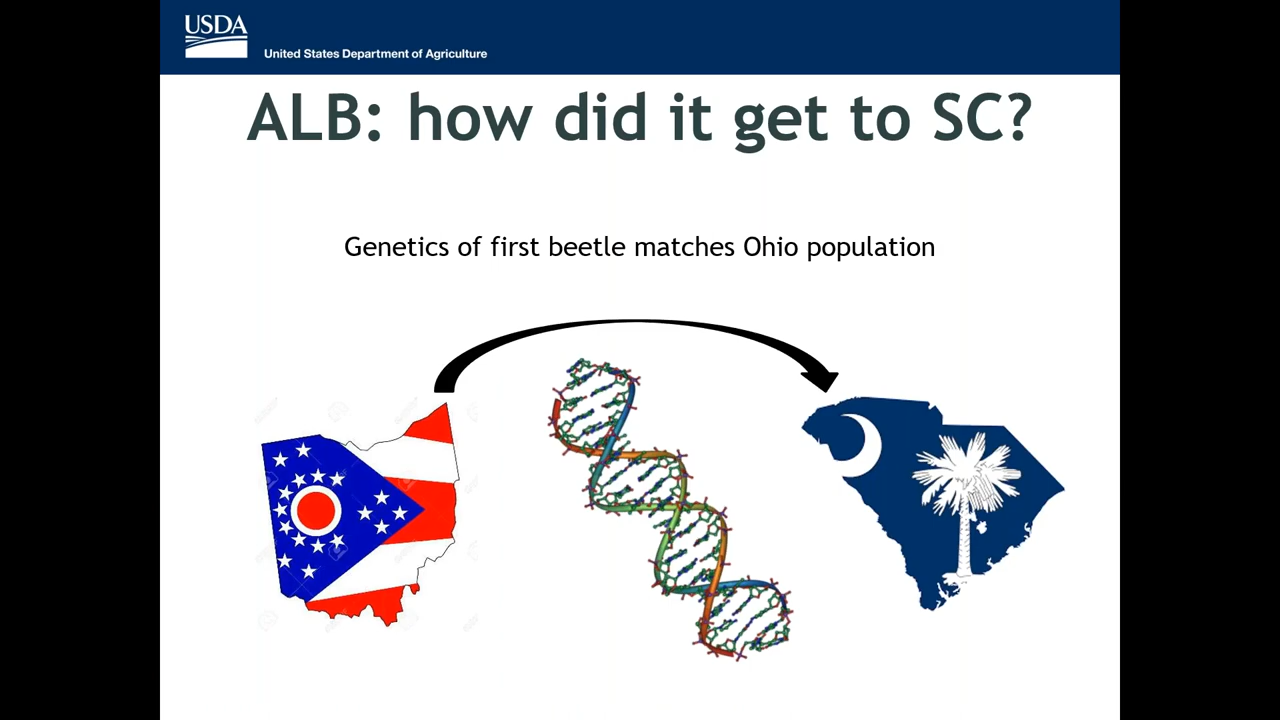 USDA
United States Department of Agriculture
ALB: how did it get to SC?
Genetics of first beetle matches Ohio population